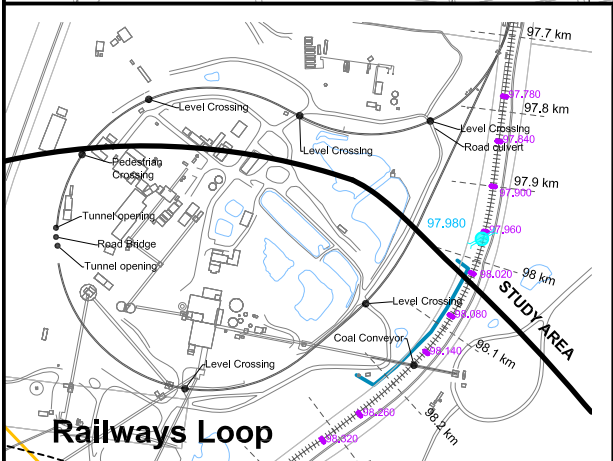 97.7 km
97.780
97.8 km
Level Crossing
Level Crossing
Level Crossing
Road culvert
97.840
Pedestrian
Crossing
97.9 km
97.900
Tunnel opening
97.980
97.960
Road Bridge
Tunnel opening
98.020
98 km
STUDY AREA
Level Crossing
98.080
Coal Conveyor
98.140
98.1 km
Level Crossing
98.260
98.2 km
Railways Loop
98.320